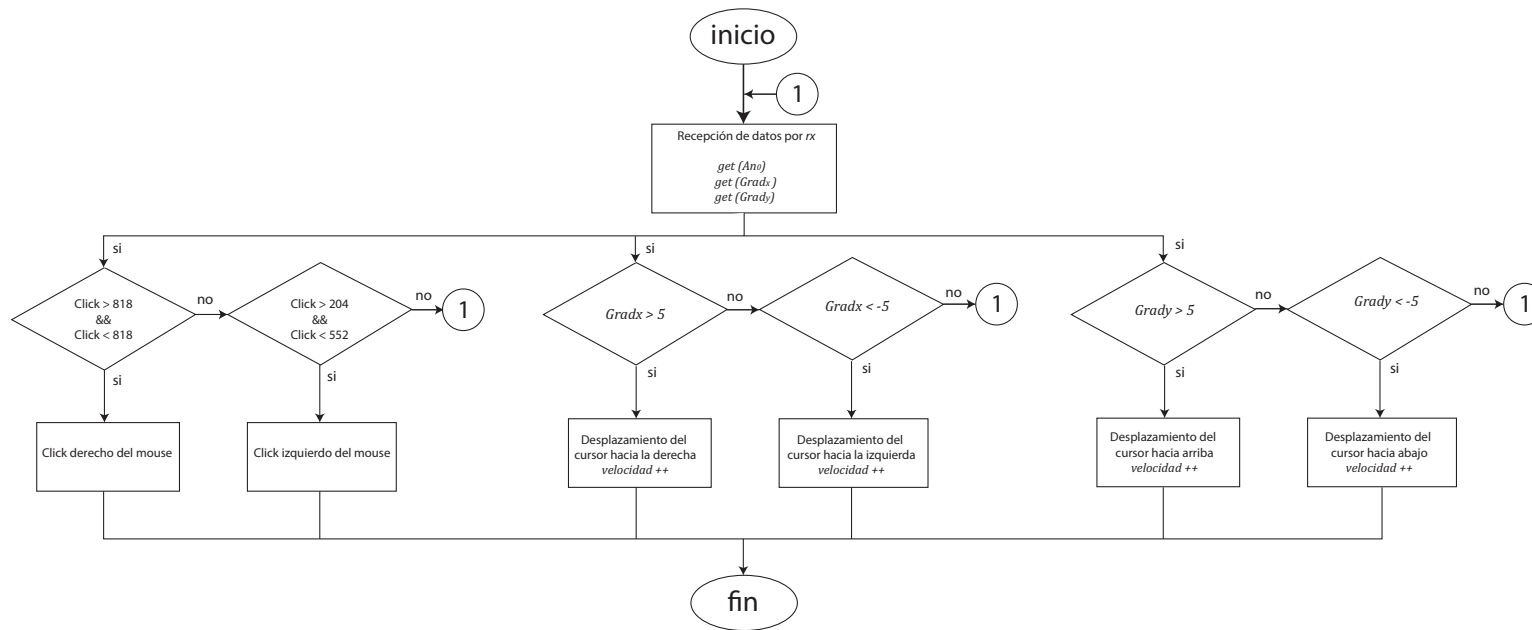 inicio
1
Recepción de datos por rx
get (An₀)
get (Gradx)
get (Grady)
si
si
si
Click > 818
&&
Click < 818
no
Click > 204
&&
Click < 552
no
1
Gradx > 5
no
Gradx < -5
no
1
Grady > 5
no
Grady < -5
no
1
si
si
si
si
si
si
Click derecho del mouse
Click izquierdo del mouse
Desplazamiento del
cursor hacia la derecha
velocidad ++
Desplazamiento del
cursor hacia la izquierda
velocidad ++
Desplazamiento del
cursor hacia arriba
velocidad ++
Desplazamiento del
cursor hacia abajo
velocidad ++
fin